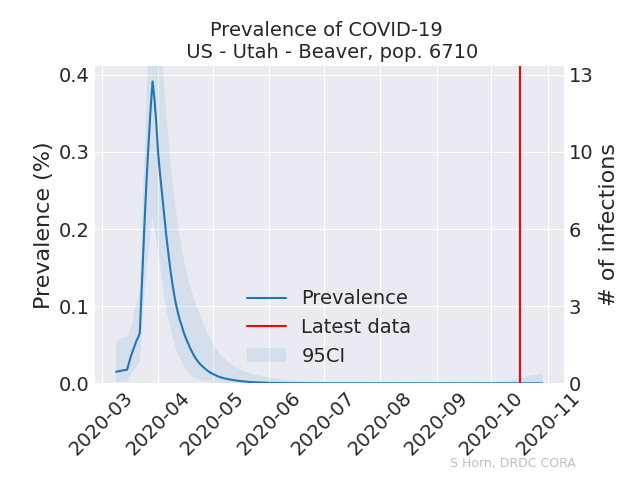 Prevalence of COVID-19
US - Utah - Beaver, pop. 6710
Prevalence (%)
0.4
0.3
0.2
0.1
0.0
13
10
6
3
0
# of infections
Prevalence
Latest data
95CI
2020-03
2020-04
2020-05
2020-06
2020-07
2020-08
2020-09
2020-10
2020-11
S Horn, DRDC CORA